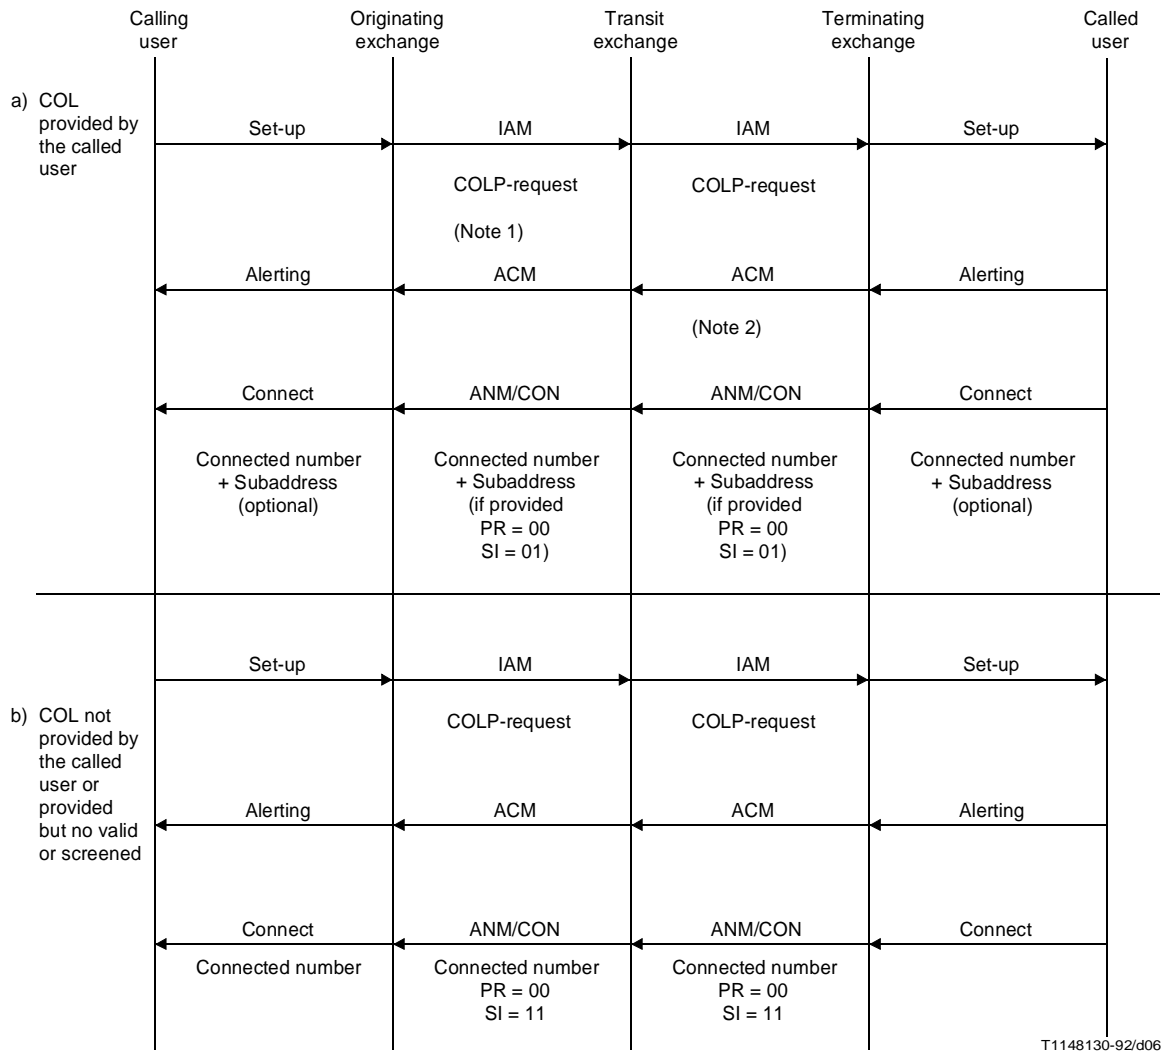 Calling
user
Originating
exchange
Transit
exchange
Terminating
exchange
Called
user
a) COL
provided by
the called
user
Set-up
IAM
IAM
Set-up
COLP-request
COLP-request
(Note 1)
Alerting
ACM
ACM
Alerting
(Note 2)
Connect
ANM/CON
ANM/CON
Connect
Connected number
+ Subaddress
(optional)
Connected number
+ Subaddress
(if provided
PR = 00
SI = 01)
Connected number
+ Subaddress
(if provided
PR = 00
SI = 01)
Connected number
+ Subaddress
(optional)
b) COL not
provided by
the called
user or
provided
but no valid
or screened
Set-up
IAM
IAM
Set-up
COLP-request
COLP-request
Alerting
ACM
ACM
Alerting
Connect
ANM/CON
ANM/CON
Connect
Connected number
Connected number
PR = 00
SI = 11
Connected number
PR = 00
SI = 11
T1148130-92/d06